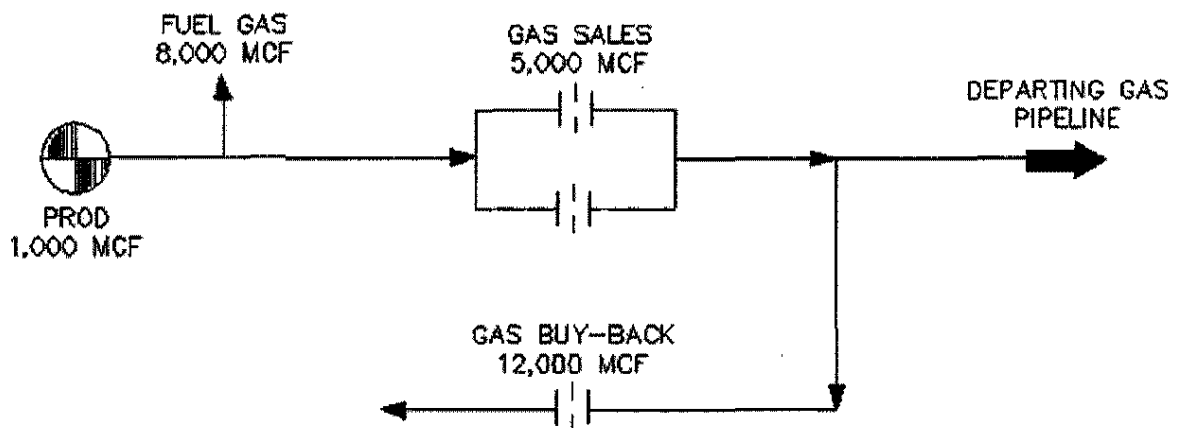 FUEL GAS
8,000 MCF
GAS SALES
5,000 MCF
DEPARTING GAS
PIPELINE
PROD
1,000 MCF
GAS BUY-BACK
12,000 MCF